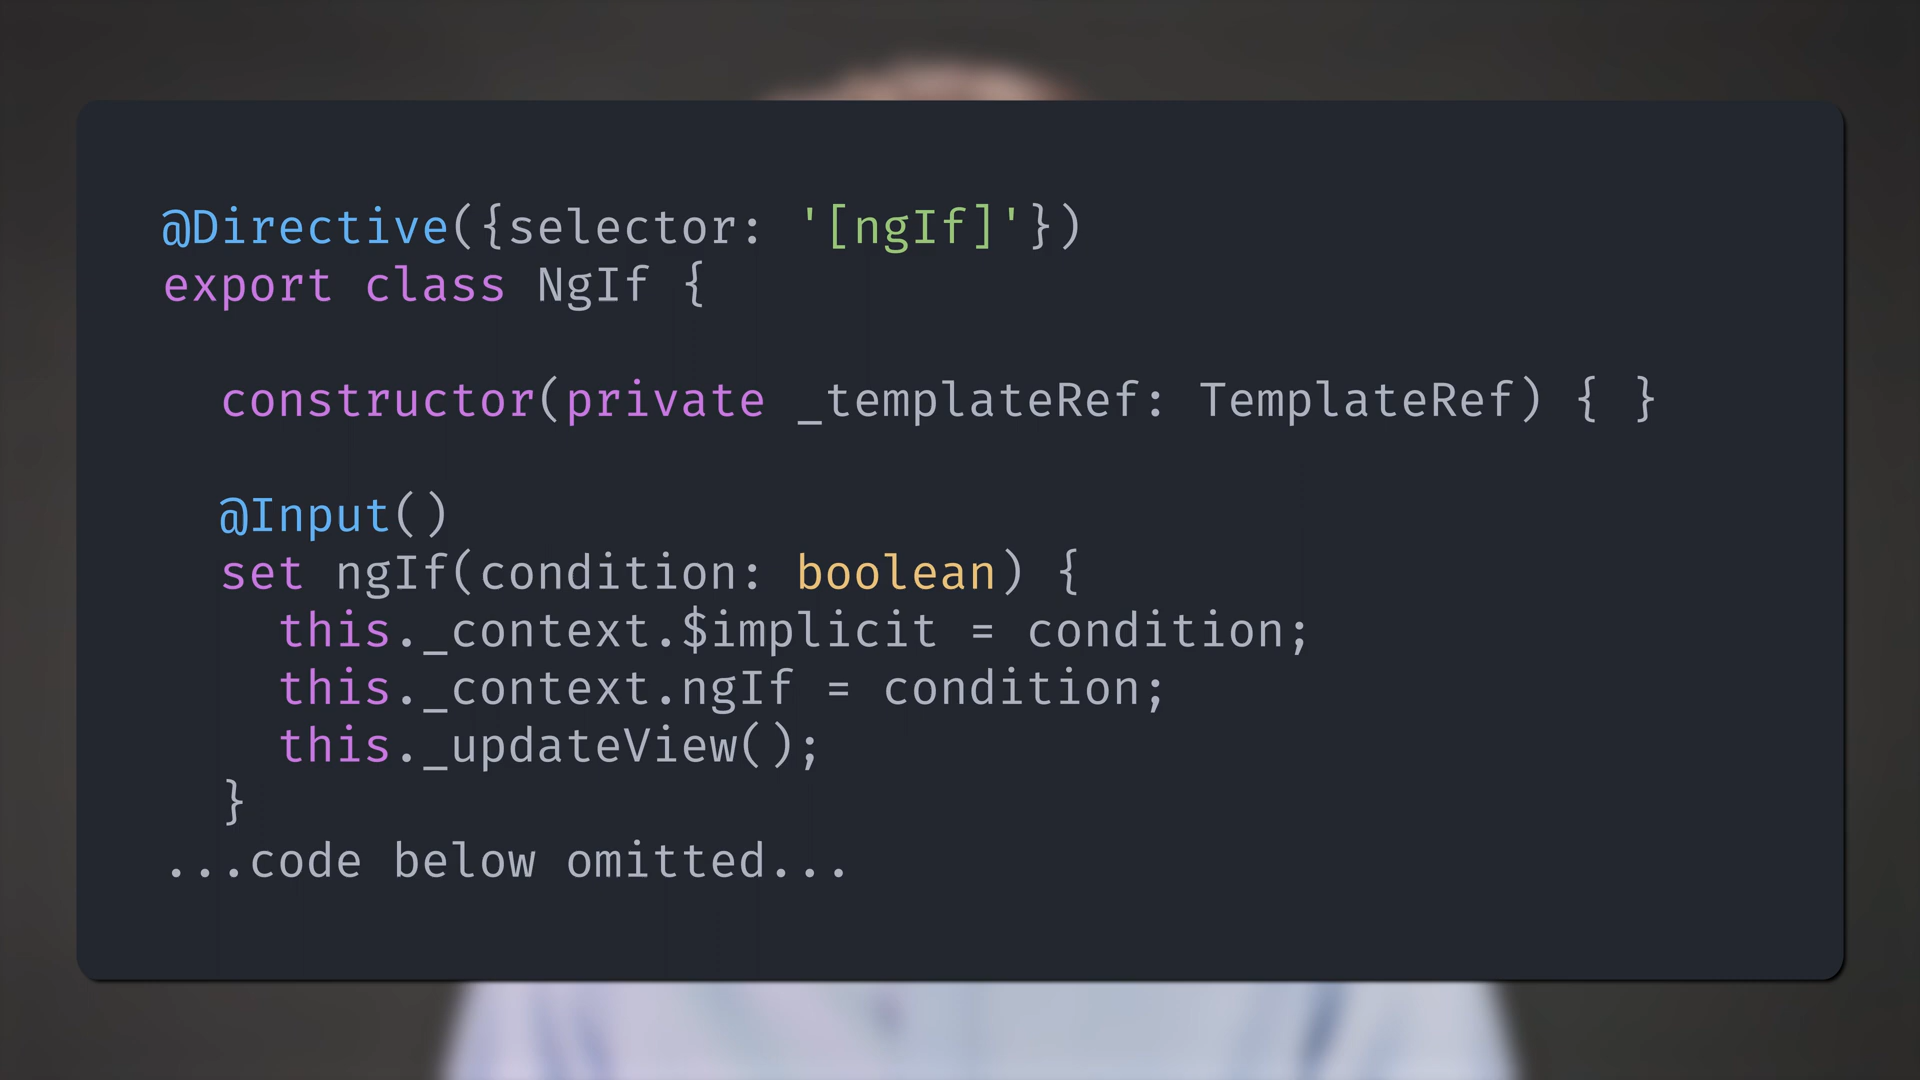 @Directive({selector: '[ngIf]'})
export class NgIf {
constructor(private _templateRef: TemplateRef) { }
@Input()
set ngIf(condition: boolean) {
this._context.$implicit = condition;
this._context.ngIf = condition;
this._updateView();
}
...code below omitted...